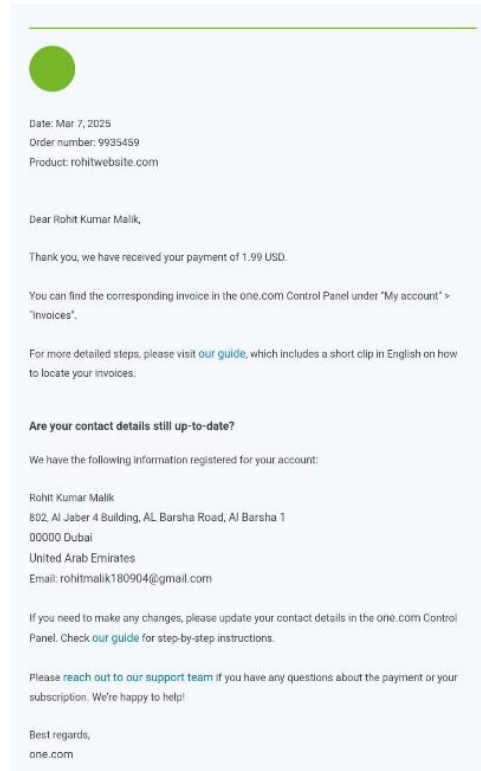 Date: Mar 7, 2025
Order number: 9935459
Product: rohitwebsite.com
Dear Rohit Kumar Malik,
Thank you, we have received your payment of 1.99 USD.
You can find the corresponding invoice in the one.com Control Panel under "My account" >
"Invoices".
For more detailed steps, please visit our guide, which includes a short clip in English on how
to locate your invoices.
Are your contact details still up-to-date?
We have the following information registered for your account:
Rohit Kumar Malik
802, Al Jaber 4 Building, AL Barsha Road, Al Barsha 1
00000 Dubai
United Arab Emirates
Email: rohitmalik180904@gmail.com
If you need to make any changes, please update your contact details in the one.com Control
Panel. Check our guide for step-by-step instructions.
Please reach out to our support team if you have any questions about the payment or your
subscription. We're happy to help!
Best regards,
one.com